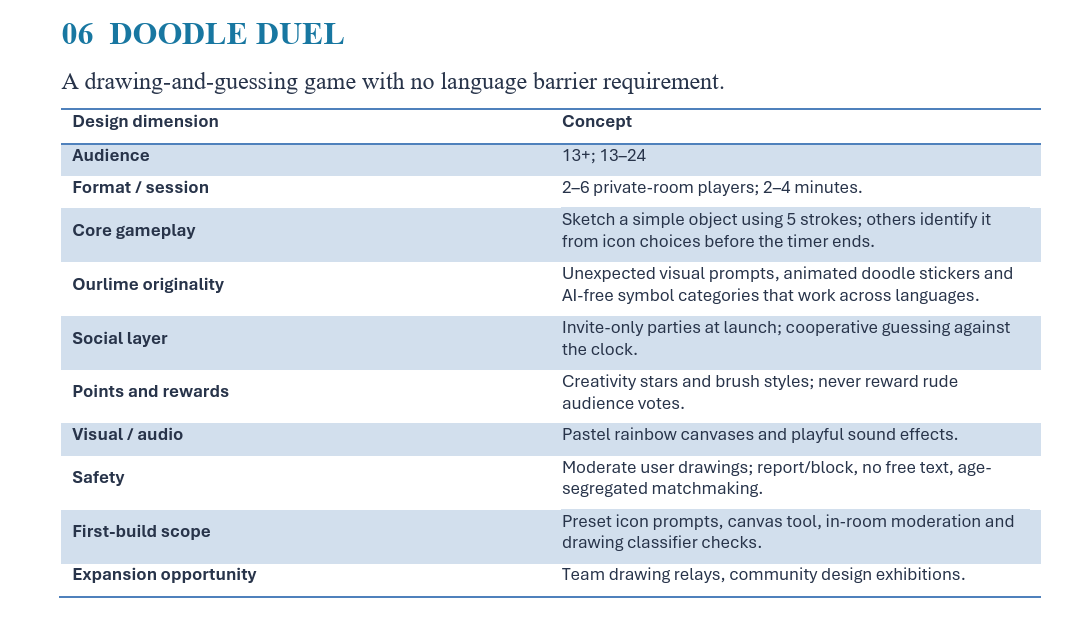 06 DOODLE DUEL
A drawing-and-guessing game with no language barrier requirement.
Design dimension Concept
Audience 13+; 13–24
Format / session 2–6 private-room players; 2–4 minutes.
Core gameplay Sketch a simple object using 5 strokes; others identify it
from icon choices before the timer ends.
Ourlime originality Unexpected visual prompts, animated doodle stickers and
AI-free symbol categories that work across languages.
Social layer Invite-only parties at launch; cooperative guessing against
the clock.
Points and rewards Creativity stars and brush styles; never reward rude
audience votes.
Visual / audio Pastel rainbow canvases and playful sound effects.
Safety Moderate user drawings; report/block, no free text, age-
segregated matchmaking.
First-build scope Preset icon prompts, canvas tool, in-room moderation and
drawing classifier checks.
Expansion opportunity Team drawing relays, community design exhibitions.